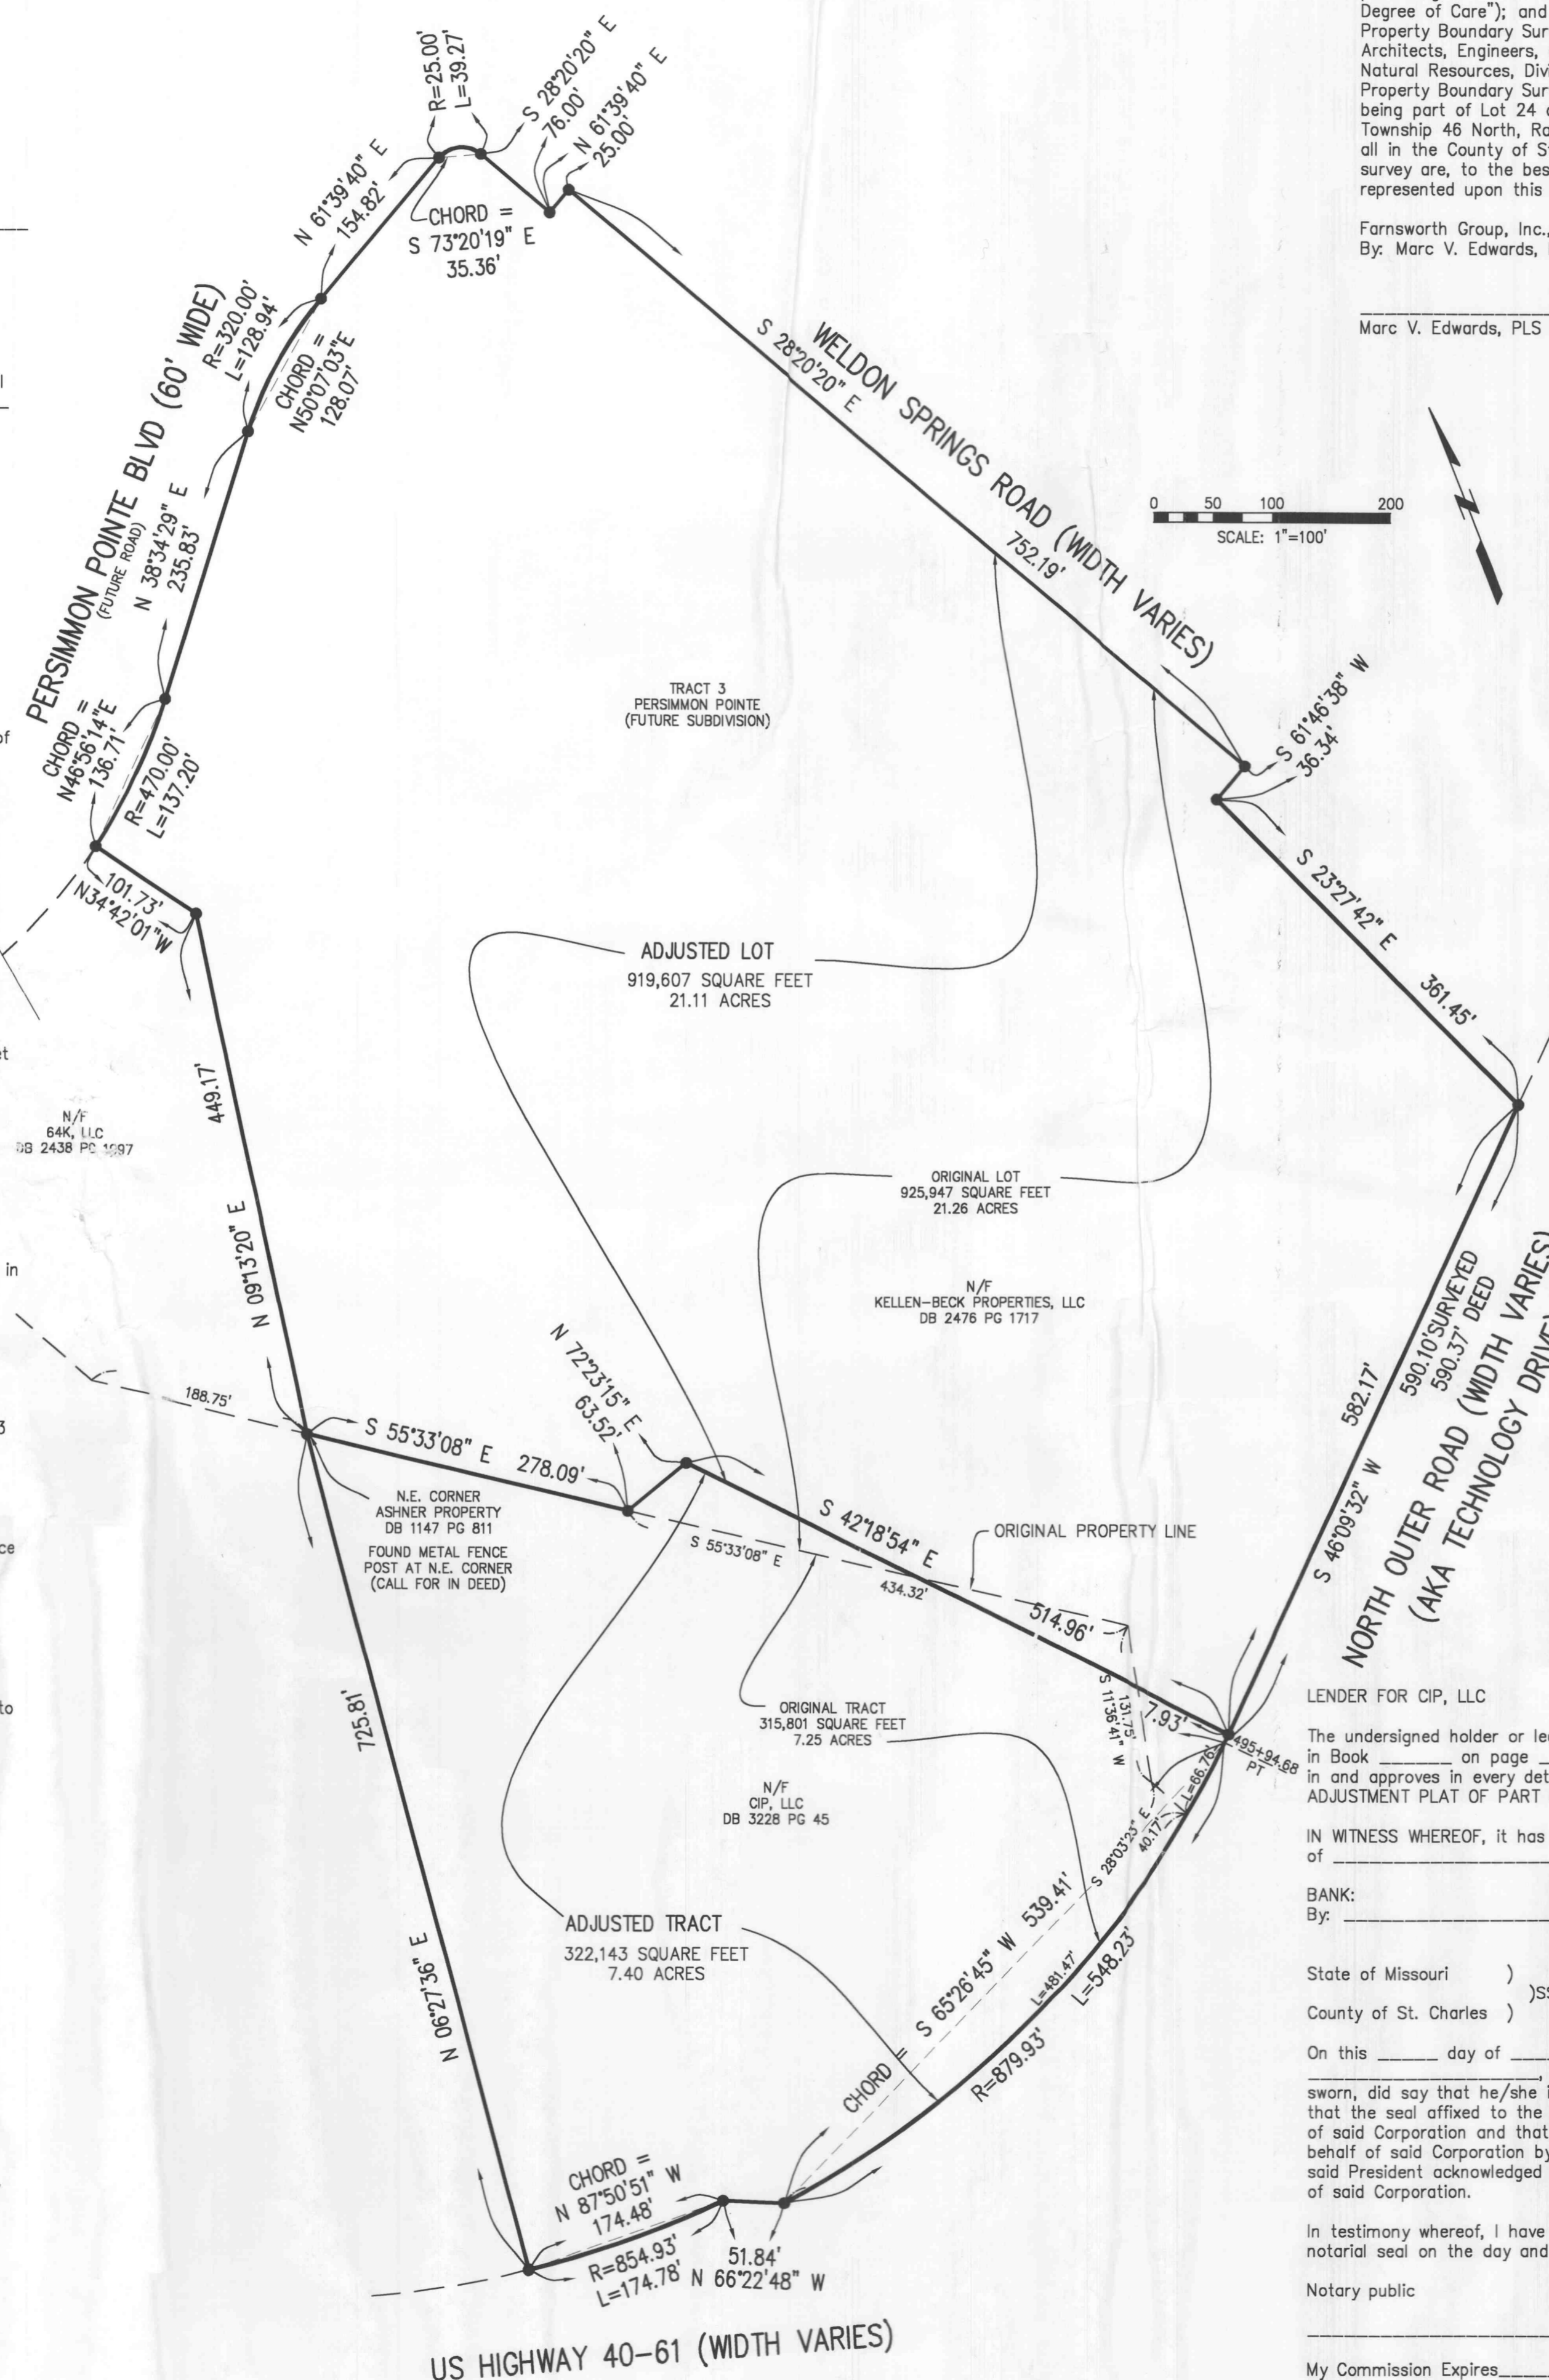 Degree of Care"); and
Property Boundary Sur
Architects, Engineers,
Natural Resources, Divi
Property Boundary Sur
being part of Lot 24
Township 46 North, Ra
all in the County of S
survey are, to the bes
represented upon this
Farnsworth Group, Inc.,
By: Marc V. Edwards,
Marc V. Edwards, PLS
R=25.00'
L=39.27'
S 28°20'20" E
76.00'
N 61°39'40" E
25.00'
N 61°39'40" E
154.82'
CHORD =
S 73°20'19" E
35.36'
PERSIMMON POINTE BLVD (60' WIDE)
(FUTURE ROAD)
R=320.00'
L=128.94'
CHORD =
N50°07'03"E
128.07'
N 38°34'29" E
235.83'
CHORD =
N46°56'14"E
136.71'
R=470.00'
L=137.20'
101.73'
N34°42'01"W
WELDON SPRINGS ROAD (WIDTH VARIES)
S 28°20'20" E
752.19'
0 50 100 200
SCALE: 1"=100'
N
TRACT 3
PERSIMMON POINTE
(FUTURE SUBDIVISION)
S 61°46'38" W
36.34'
S 23°27'42" E
361.45'
of
ADJUSTED LOT
919,607 SQUARE FEET
21.11 ACRES
449.17'
N 09°13'20" E
N/F
64K, LLC
DB 2438 PG 1097
in
ORIGINAL LOT
925,947 SQUARE FEET
21.26 ACRES
N/F
KELLEN-BECK PROPERTIES, LLC
DB 2476 PG 1717
590.10'SURVEYED
590.37' DEED
582.17'
S 46°09'32" W
NORTH OUTER ROAD (WIDTH VARIES)
(AKA TECHNOLOGY DRIVE)
188.75'
N 72°23'15" E
63.52'
S 55°33'08" E 278.09'
N.E. CORNER
ASHNER PROPERTY
DB 1147 PG 811
FOUND METAL FENCE
POST AT N.E. CORNER
(CALL FOR IN DEED)
S 42°18'54" E
514.96'
S 55°33'08" E
434.32'
ORIGINAL PROPERTY LINE
to
725.81'
N 06°27'36" E
ORIGINAL TRACT
315,801 SQUARE FEET
7.25 ACRES
131.75'
S 11°36'41" W
7.93'
495+94.68
PT
L=66.76'
S 28°03'23" E
40.17'
N/F
CIP, LLC
DB 3228 PG 45
ADJUSTED TRACT
322,143 SQUARE FEET
7.40 ACRES
CHORD = S 65°26'45" W 539.41'
L=481.47'
L=548.23'
R=879.93'
CHORD =
N 87°50'51" W
174.48'
R=854.93'
L=174.78'
51.84'
N 66°22'48" W
US HIGHWAY 40-61 (WIDTH VARIES)
LENDER FOR CIP, LLC
The undersigned holder or
in Book ______ on page
in and approves in every det
ADJUSTMENT PLAT OF PART
IN WITNESS WHEREOF, it has
of
BANK:
By:
State of Missouri )
)SS
County of St. Charles )
On this _____ day of
sworn, did say that he/she
that the seal affixed to the
of said Corporation and that
behalf of said Corporation by
said President acknowledged
of said Corporation.
In testimony whereof, I have
notarial seal on the day and
Notary public
My Commission Expires